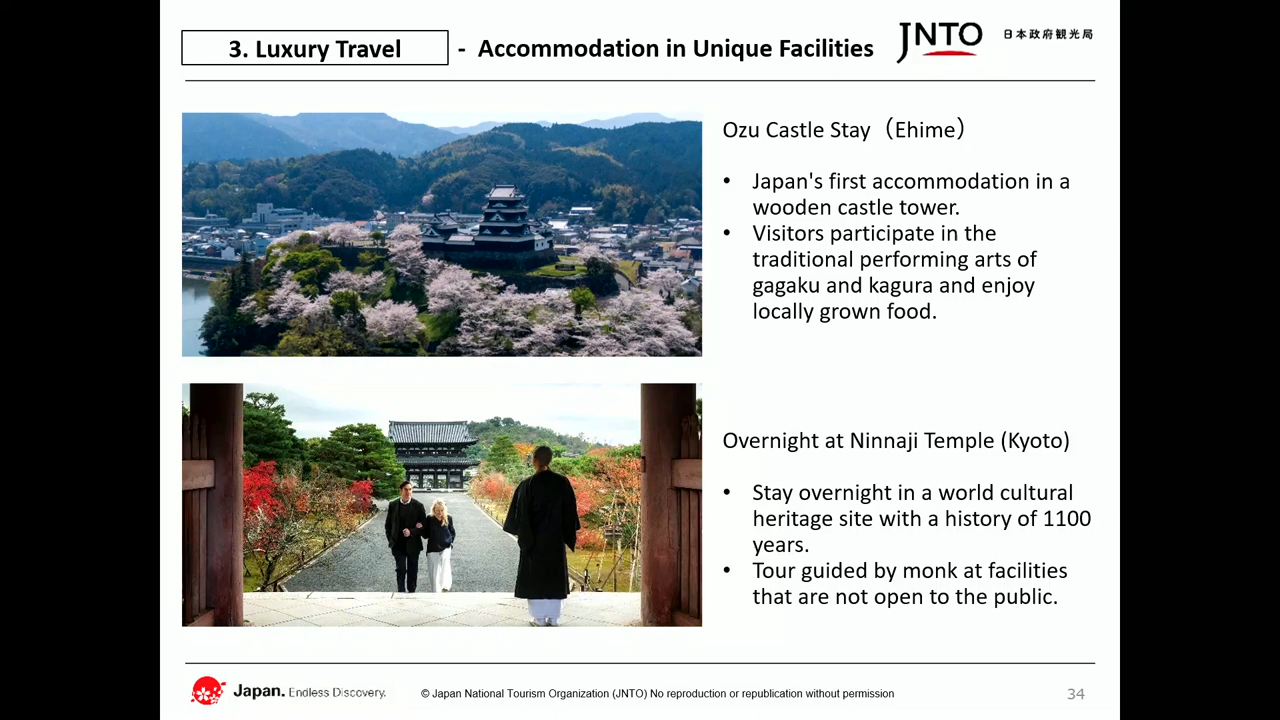 3. Luxury Travel
- Accommodation in Unique Facilities
JNTO
日本政府観光局
Ozu Castle Stay（Ehime）
• Japan's first accommodation in a
wooden castle tower.
• Visitors participate in the
traditional performing arts of
gagaku and kagura and enjoy
locally grown food.
Overnight at Ninnaji Temple (Kyoto)
• Stay overnight in a world cultural
heritage site with a history of 1100
years.
• Tour guided by monk at facilities
that are not open to the public.
Japan. Endless Discovery.
© Japan National Tourism Organization (JNTO) No reproduction or republication without permission
34